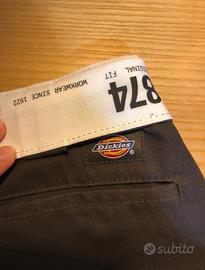 ORIGINAL
FIT
874
WORKWEAR SINCE 1922
Dickies
subito